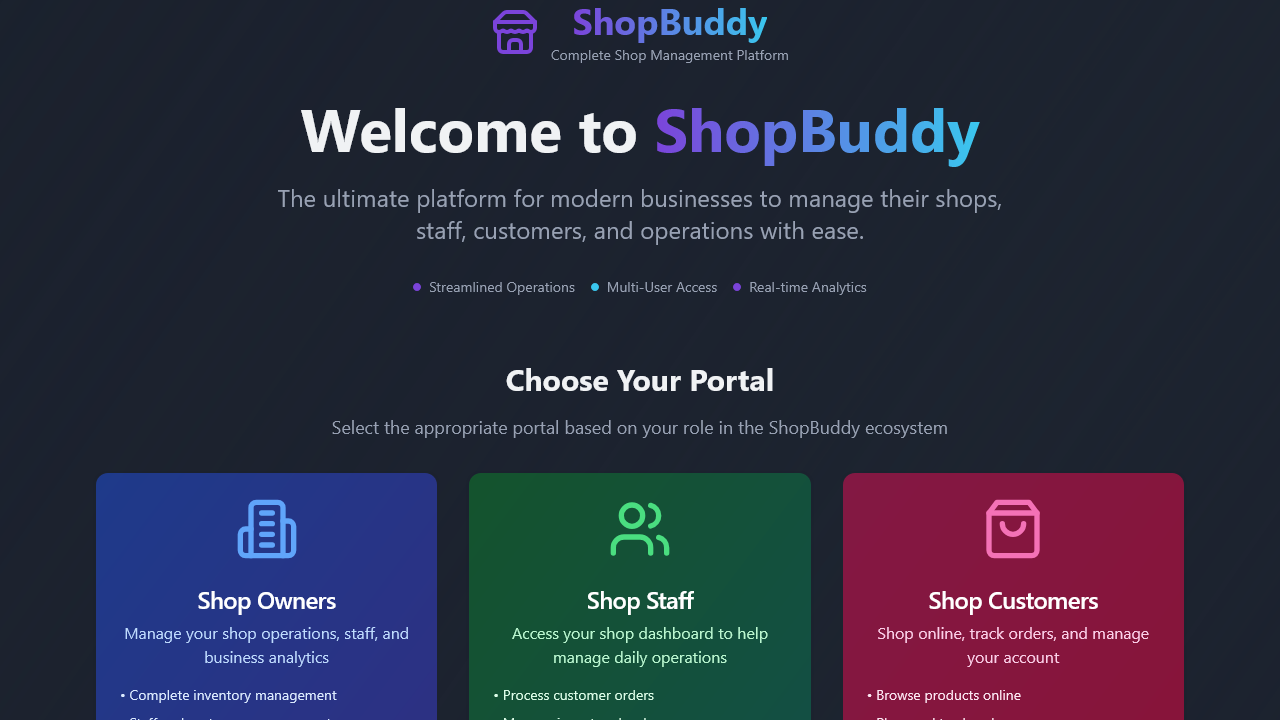 ShopBuddy
Complete Shop Management Platform
Welcome to ShopBuddy
The ultimate platform for modern businesses to manage their shops,
staff, customers, and operations with ease.
Streamlined Operations
Multi-User Access
Real-time Analytics
Choose Your Portal
Select the appropriate portal based on your role in the ShopBuddy ecosystem
Shop Owners
Manage your shop operations, staff, and
business analytics
• Complete inventory management
Shop Staff
Access your shop dashboard to help
manage daily operations
• Process customer orders
Shop Customers
Shop online, track orders, and manage
your account
• Browse products online